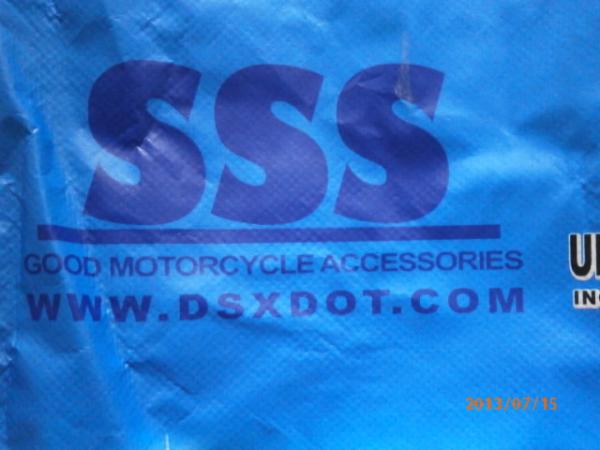 SSS
GOOD MOTORCYCLE ACCESSORIES
WWW.DSXDOT.COM
2013/07/15